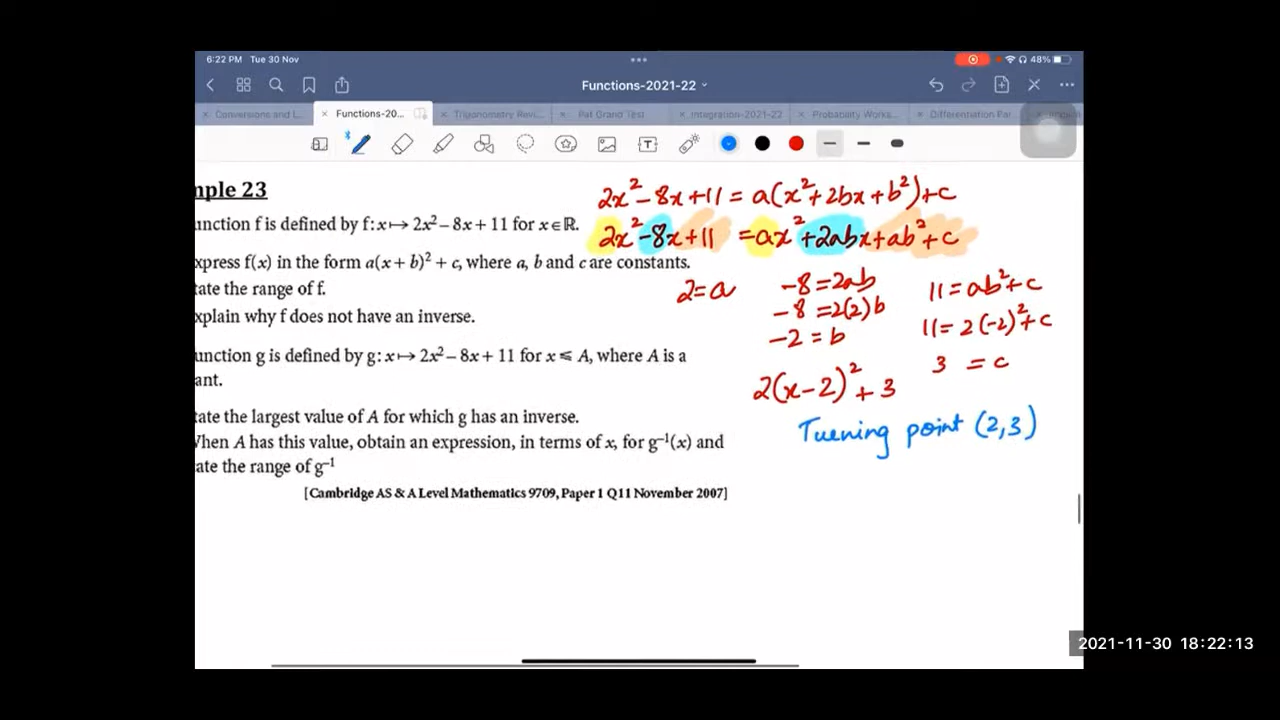 6:22 PM Tue 30 Nov
48%
Functions-2021-22
Conversions and L...
Functions-20...
Trigonometry Revi...
Pat Grand Test
Integration-2021-22
Probability Works...
Differentiation Par
mple 23
unction f is defined by f: x ↦ 2x² – 8x + 11 for x ∈ ℝ.
xpress f(x) in the form a(x + b)² + c, where a, b and c are constants.
tate the range of f.
xplain why f does not have an inverse.
unction g is defined by g: x ↦ 2x² – 8x + 11 for x ⩽ A, where A is a
ant.
tate the largest value of A for which g has an inverse.
When A has this value, obtain an expression, in terms of x, for g⁻¹(x) and
ate the range of g⁻¹
[Cambridge AS & A Level Mathematics 9709, Paper 1 Q11 November 2007]
2x² - 8x + 11 = a(x² + 2bx + b²) + c
2x² - 8x + 11 = ax² + 2abx + ab² + c
2 = a
-8 = 2ab
-8 = 2(2)b
-2 = b
11 = ab² + c
11 = 2(-2)² + c
3 = c
2(x - 2)² + 3
Turning point (2,3)
2021-11-30 18:22:13